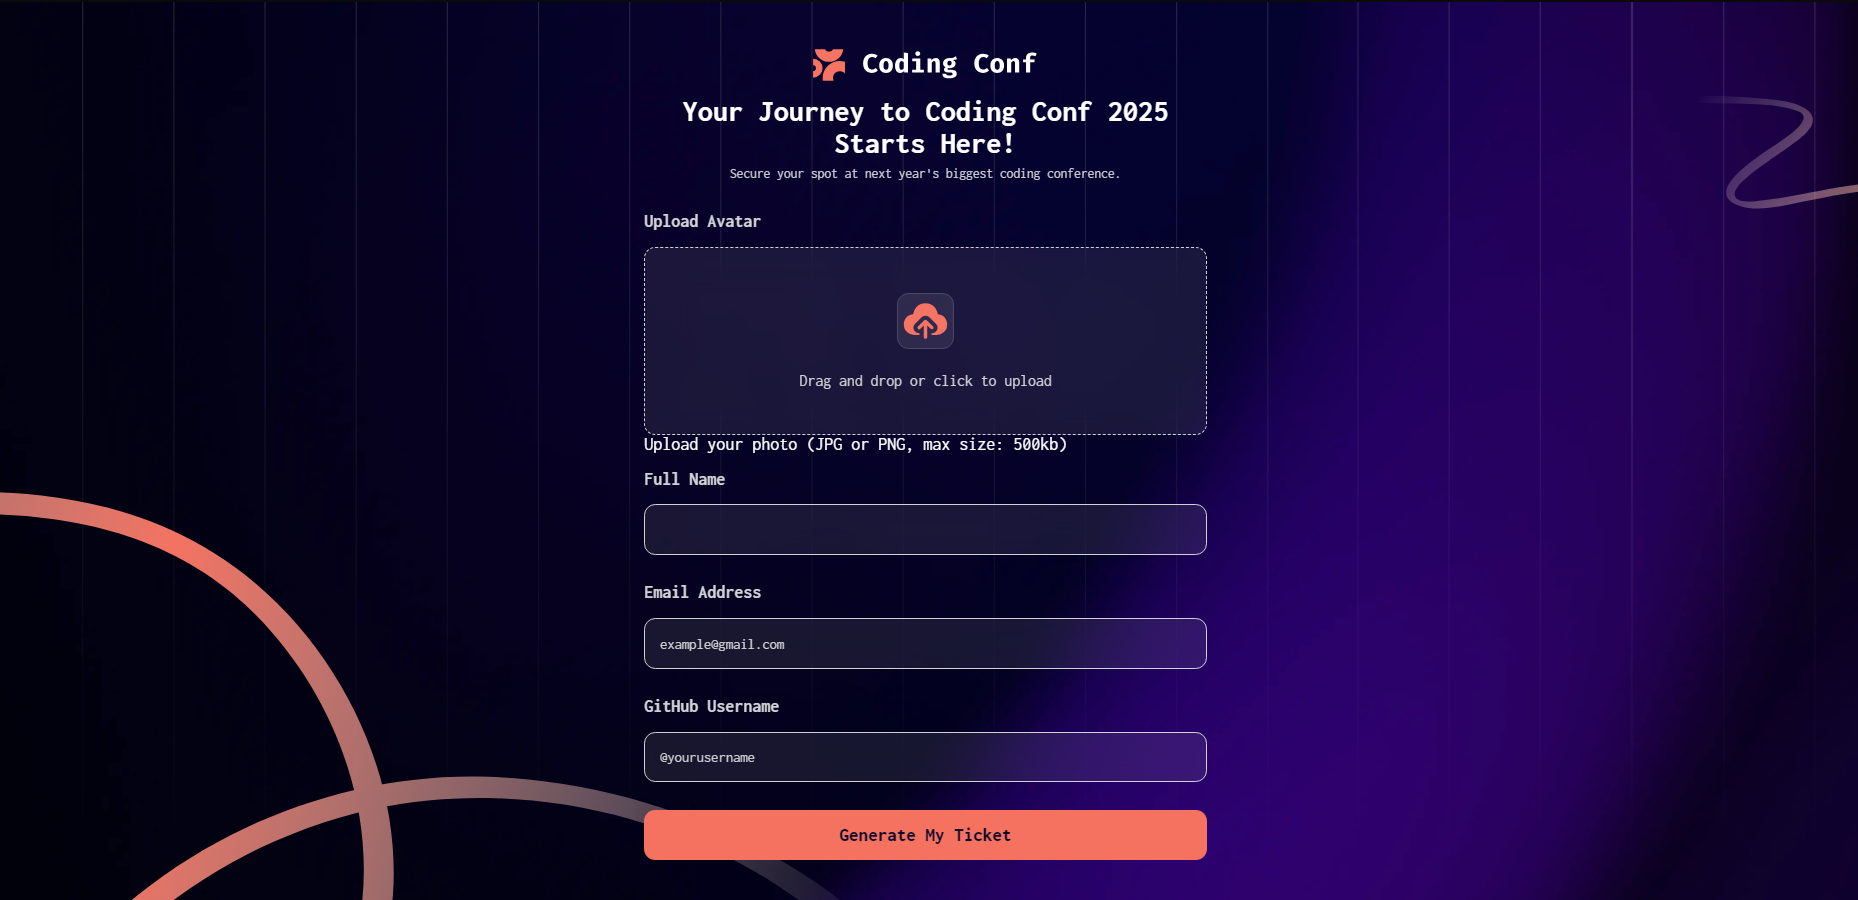 Coding Conf
Your Journey to Coding Conf 2025
Starts Here!
Secure your spot at next year's biggest coding conference.
Upload Avatar
Drag and drop or click to upload
Upload your photo (JPG or PNG, max size: 500kb)
Full Name
Email Address
example@gmail.com
GitHub Username
@yourusername
Generate My Ticket